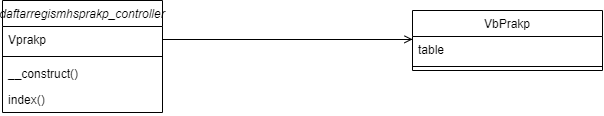 daftarregismhsprakp_controller
Vprakp
__construct()
index()
VbPrakp
table